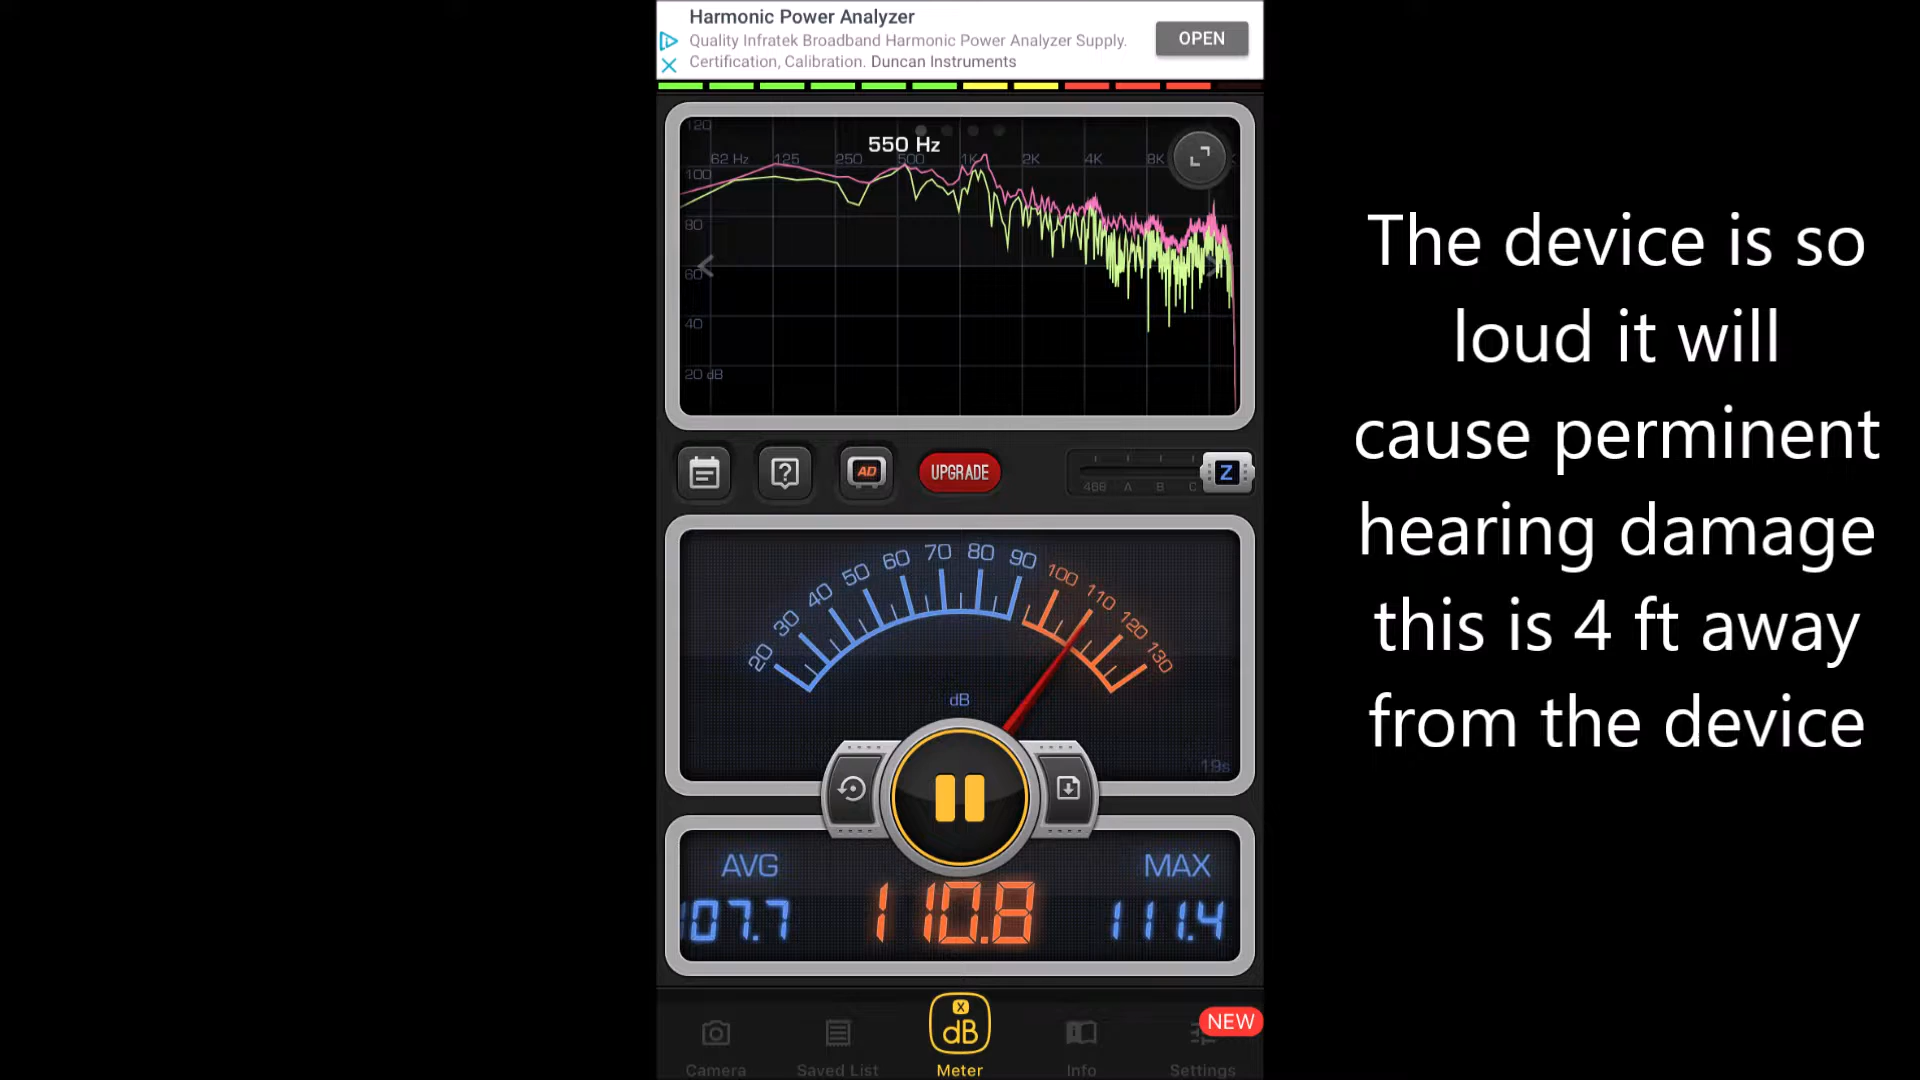 Harmonic Power Analyzer
Quality Infratek Broadband Harmonic Power Analyzer Supply.
Certification, Calibration. Duncan Instruments
OPEN
120
550 Hz
62 Hz 125 250 500 1K 2K 4K 8K
100
80
60
40
20 dB
AD
UPGRADE
Z
468 A B C
20 30 40 50 60 70 80 90 100 110 120 130
dB
19s
AVG
MAX
107.7
110.8
111.4
NEW
X
dB
Camera
Saved List
Meter
Info
Settings
The device is so
loud it will
cause perminent
hearing damage
this is 4 ft away
from the device